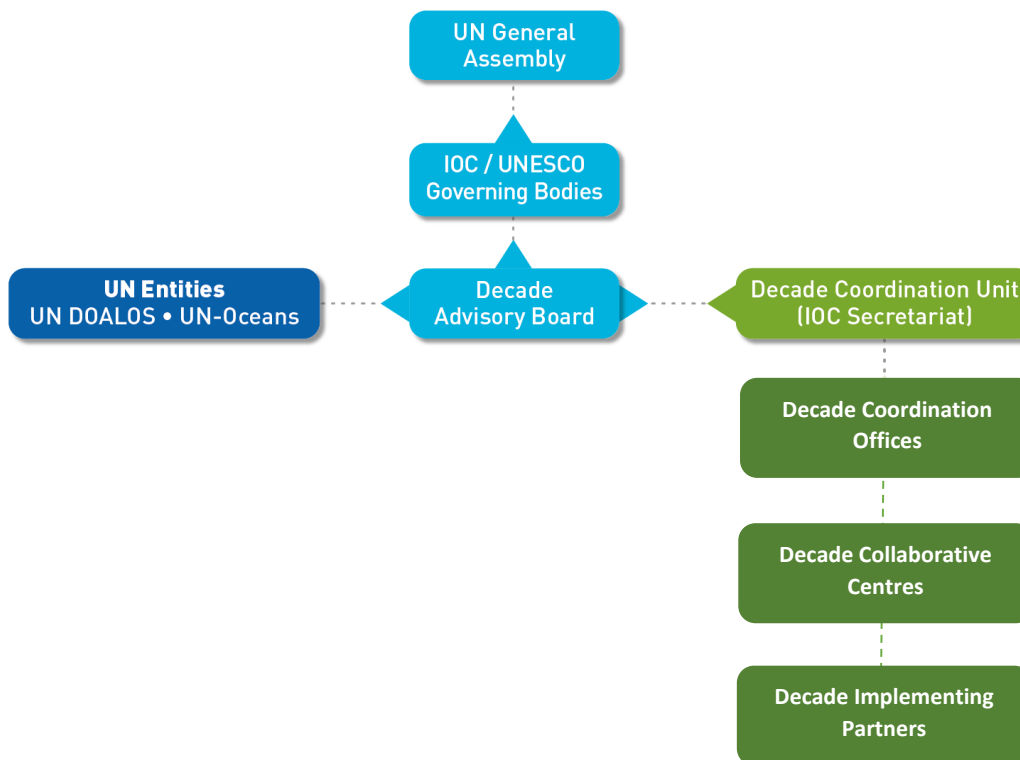 UN General
Assembly
IOC / UNESCO
Governing Bodies
UN Entities
UN DOALOS • UN-Oceans
Decade
Advisory Board
Decade Coordination Unit
(IOC Secretariat)
Decade Coordination
Offices
Decade Collaborative
Centres
Decade Implementing
Partners